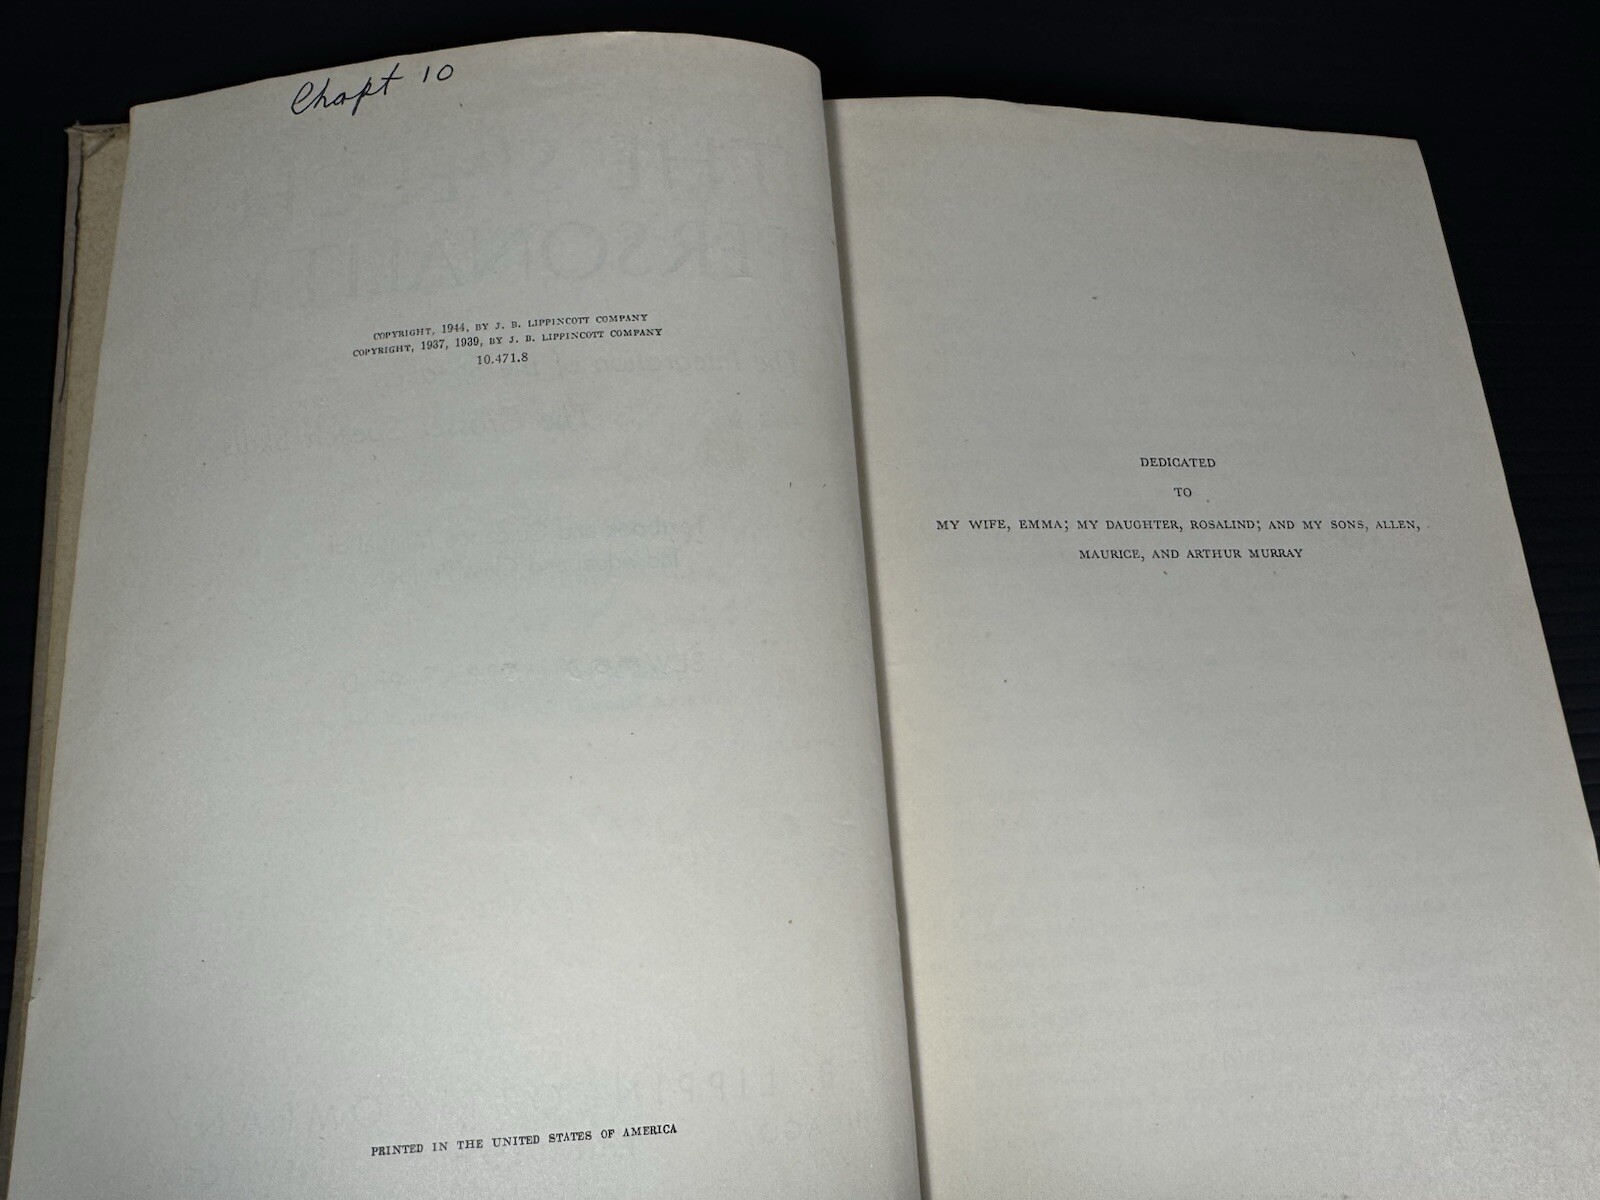 Chapt 10
COPYRIGHT, 1944, BY J. B. LIPPINCOTT COMPANY
COPYRIGHT, 1937, 1939, BY J. B. LIPPINCOTT COMPANY
10.471.8
PRINTED IN THE UNITED STATES OF AMERICA
DEDICATED
TO
MY WIFE, EMMA; MY DAUGHTER, ROSALIND; AND MY SONS, ALLEN,
MAURICE, AND ARTHUR MURRAY